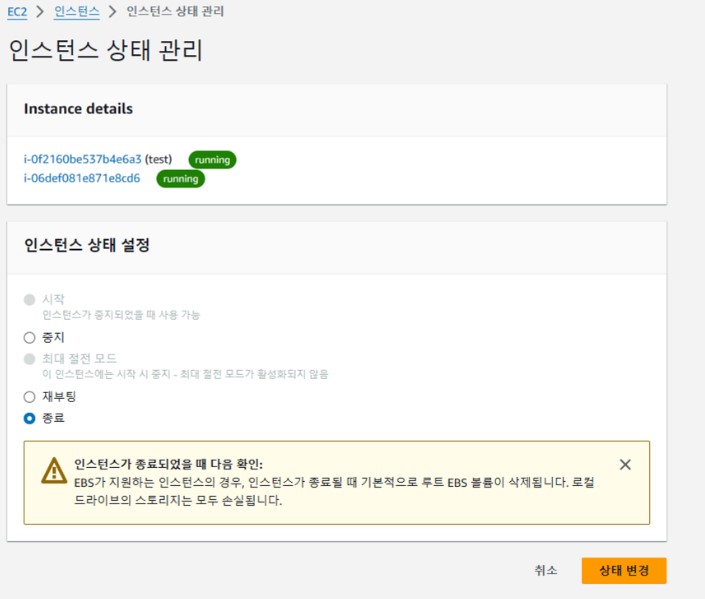 EC2 > 인스턴스 > 인스턴스 상태 관리
인스턴스 상태 관리
Instance details
i-0f2160be537b4e6a3 (test) running
i-06def081e871e8cd6 running
인스턴스 상태 설정
시작
인스턴스가 중지되었을 때 사용 가능
중지
최대 절전 모드
이 인스턴스에는 시작 시 중지 - 최대 절전 모드가 활성화되지 않음
재부팅
종료
인스턴스가 종료되었을 때 다음 확인:
EBS가 지원하는 인스턴스의 경우, 인스턴스가 종료될 때 기본적으로 루트 EBS 볼륨이 삭제됩니다. 로컬
드라이브의 스토리지는 모두 손실됩니다.
취소 상태 변경